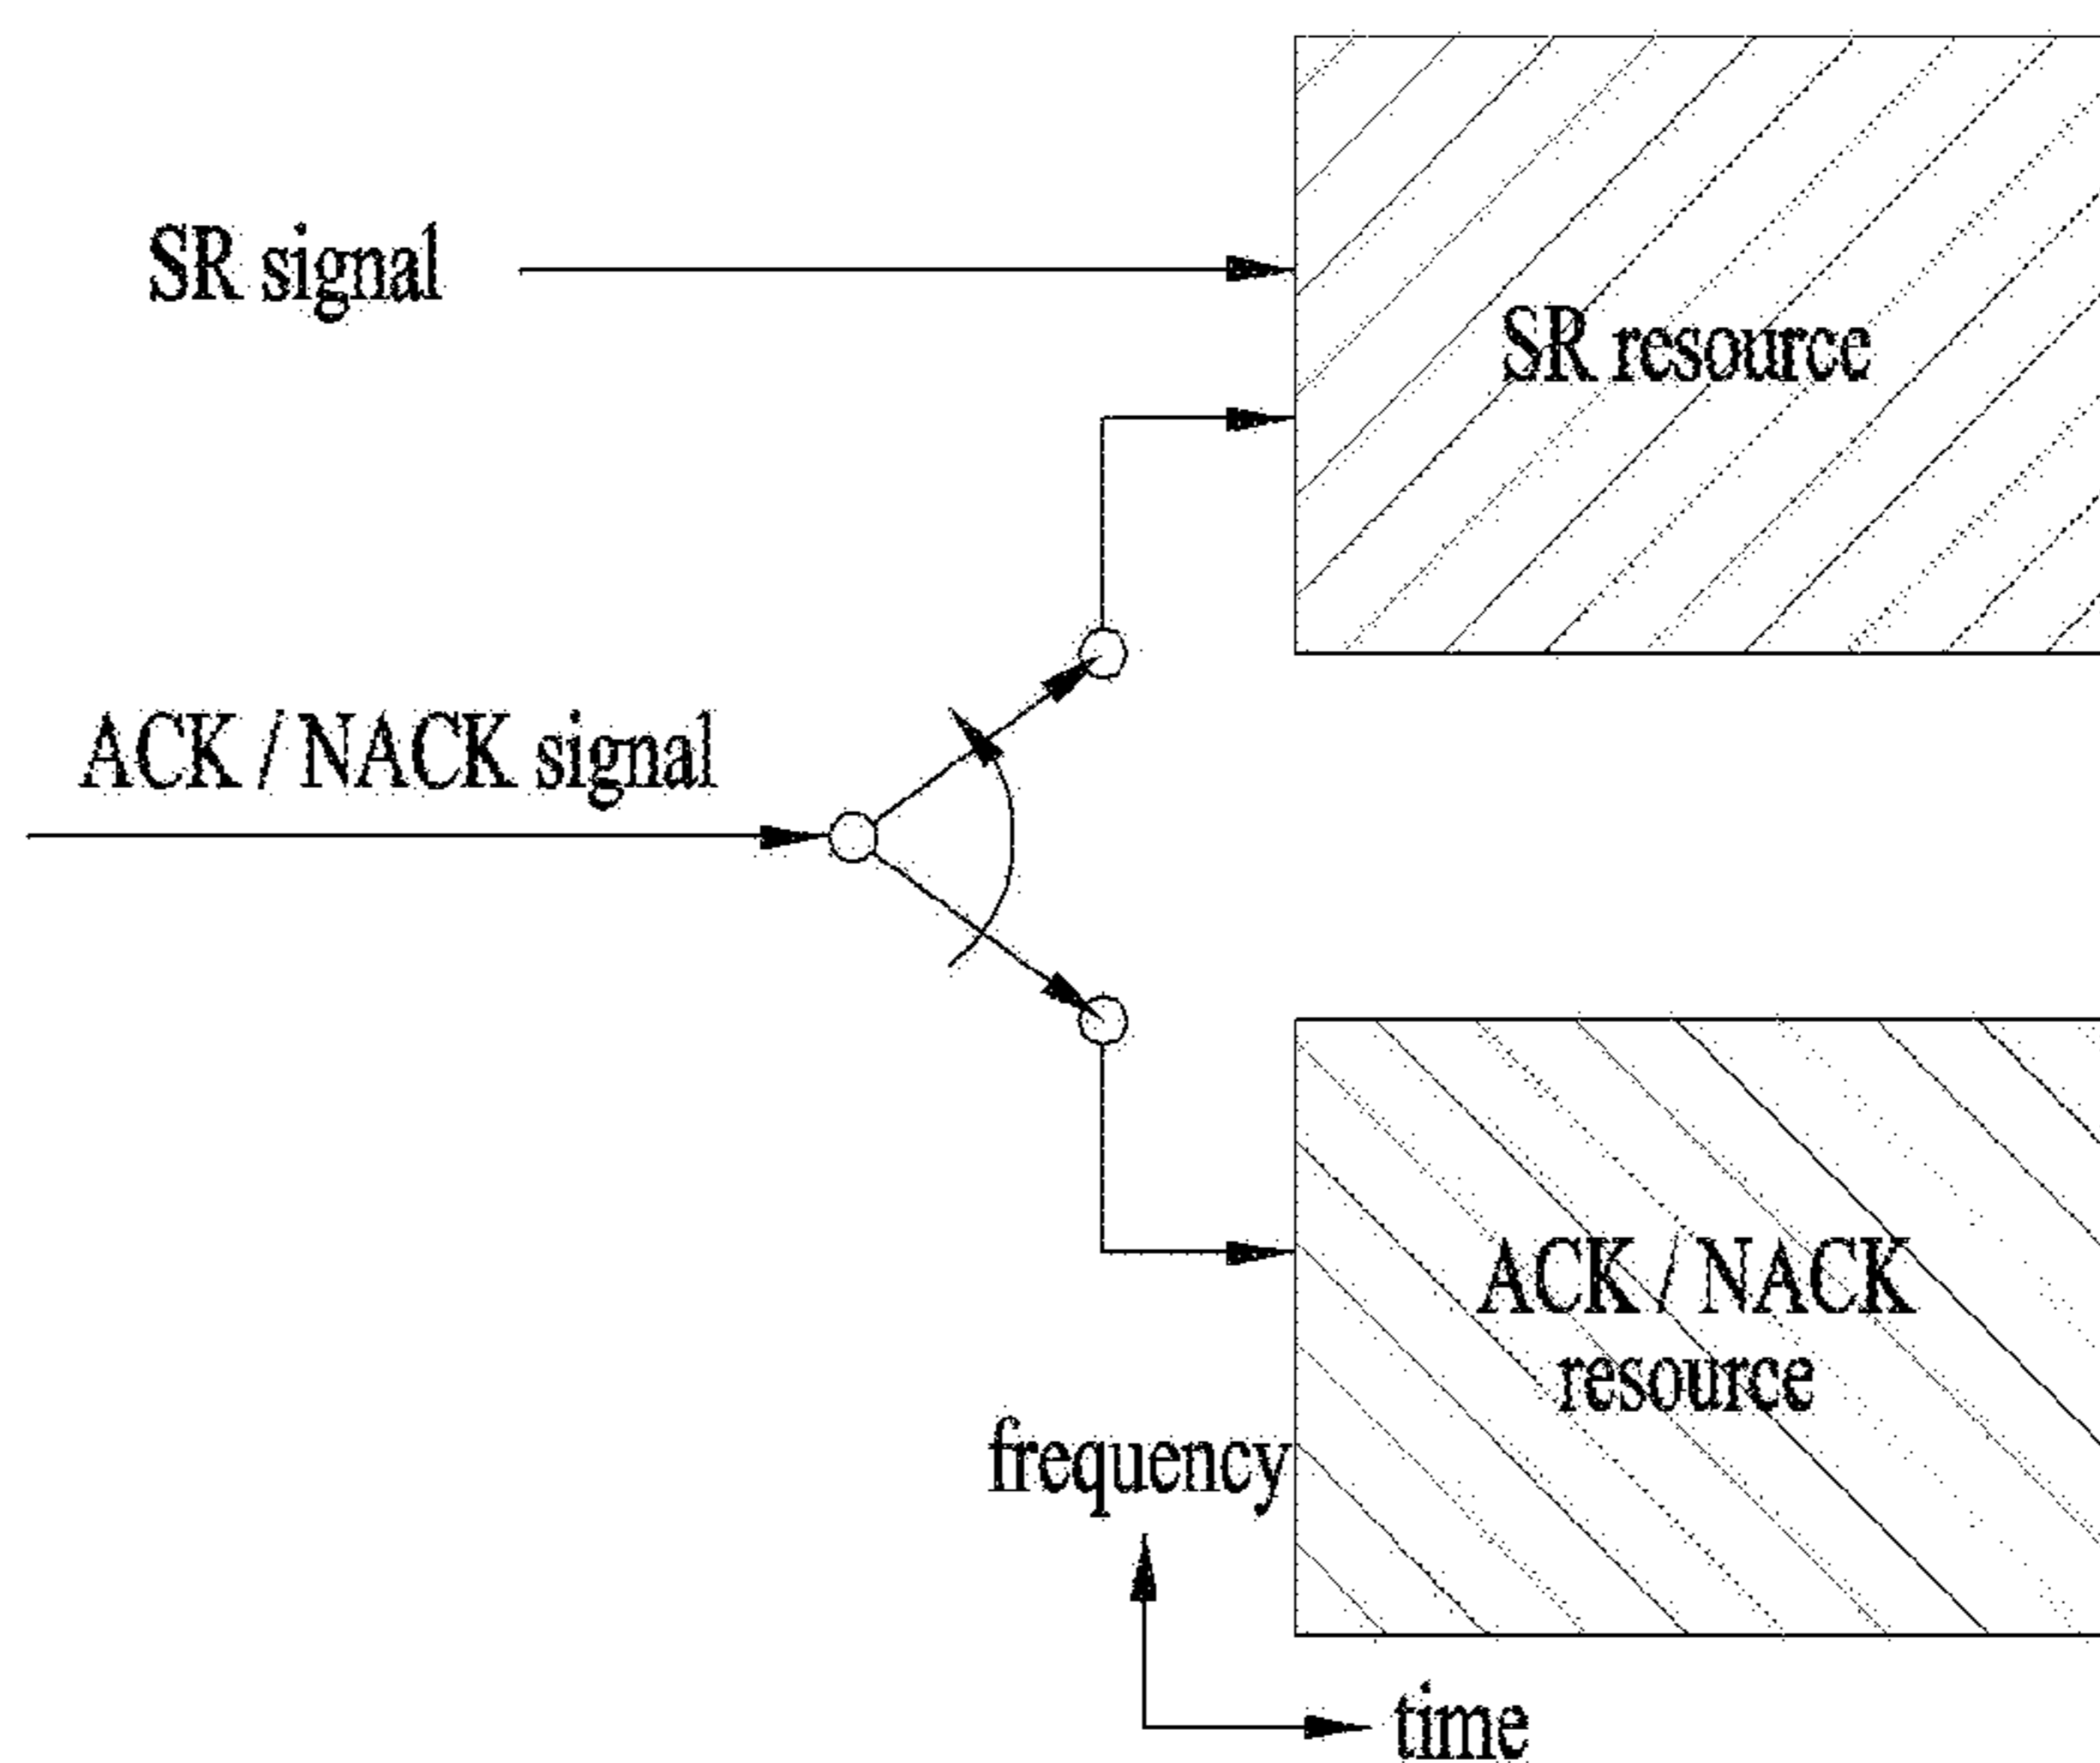 SR signal
SR resource
ACK / NACK signal
ACK / NACK
resource
frequency
time